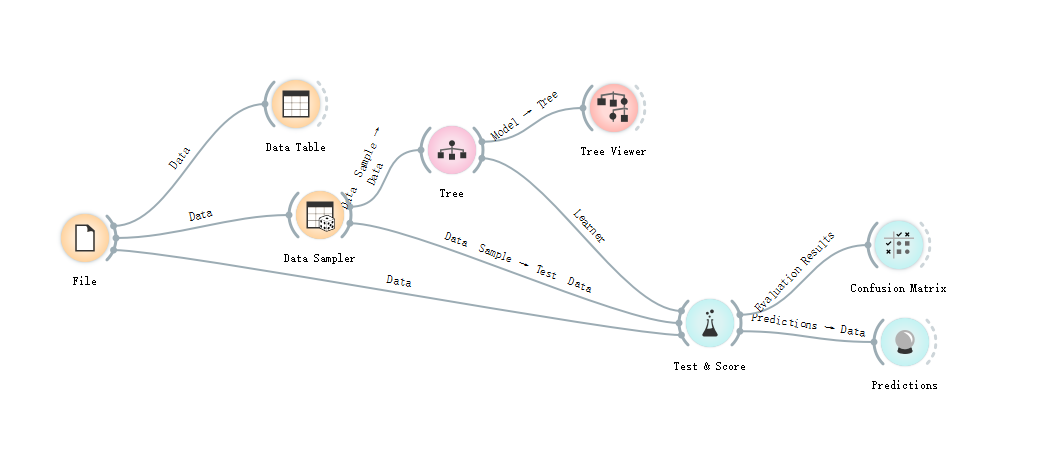 Data Table
Data
Data Sample →
Data
Tree
Model → Tree
Tree Viewer
Data
Data Sampler
File
Learner
Data Sample → Test Data
Data
Evaluation Results
Confusion Matrix
Predictions → Data
Test & Score
Predictions